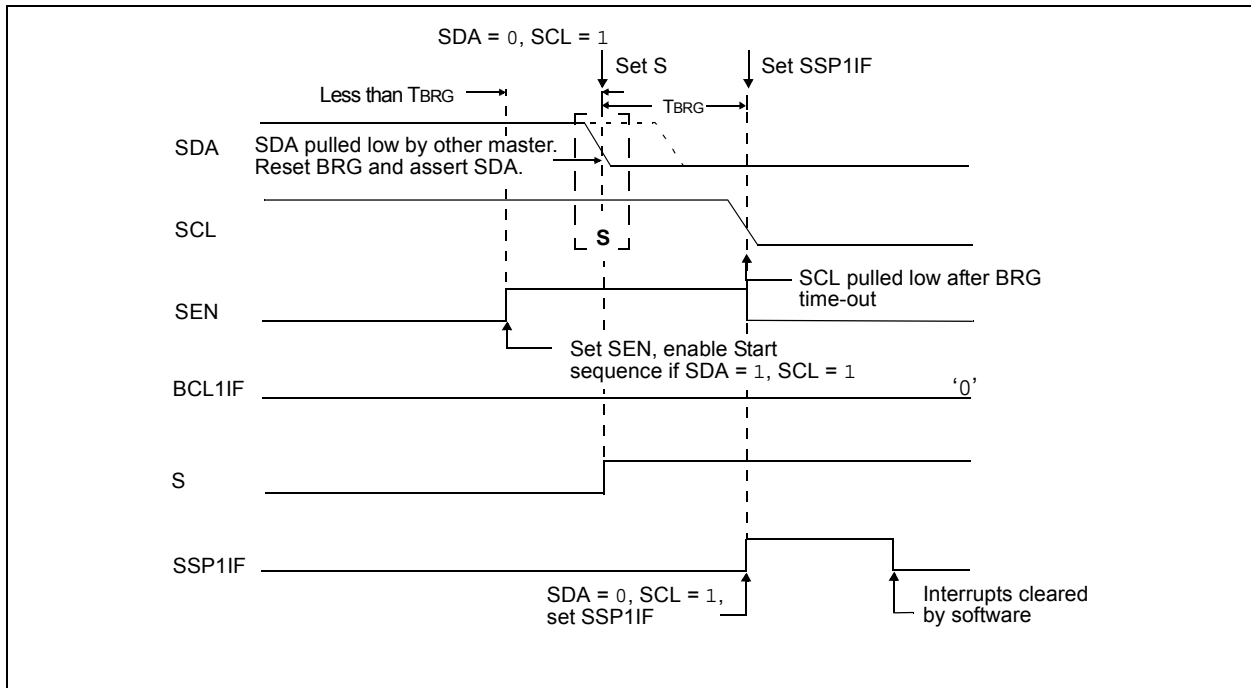 SDA = 0, SCL = 1
Set S
Set SSP1IF
Less than TBRG
TBRG
SDA
SDA pulled low by other master.
Reset BRG and assert SDA.
SCL
S
SCL pulled low after BRG
time-out
SEN
Set SEN, enable Start
sequence if SDA = 1, SCL = 1
BCL1IF
‘0’
S
SSP1IF
SDA = 0, SCL = 1,
set SSP1IF
Interrupts cleared
by software